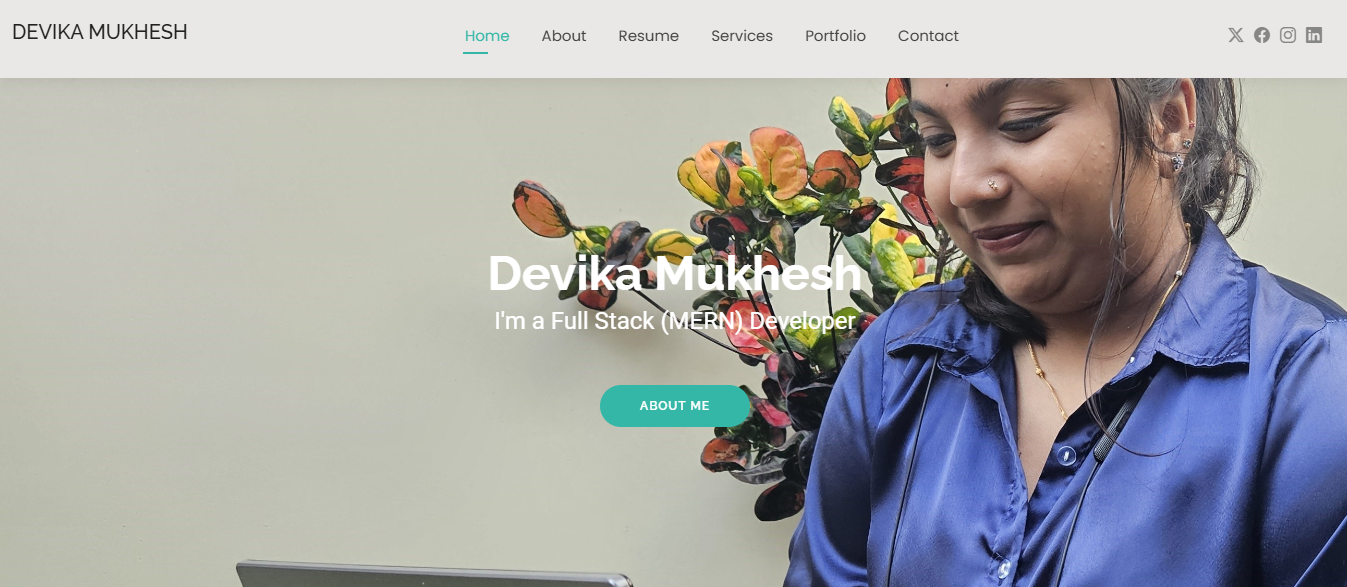 DEVIKA MUKHESH
Home About Resume Services Portfolio Contact
Devika Mukhesh
I'm a Full Stack (MERN) Developer
ABOUT ME